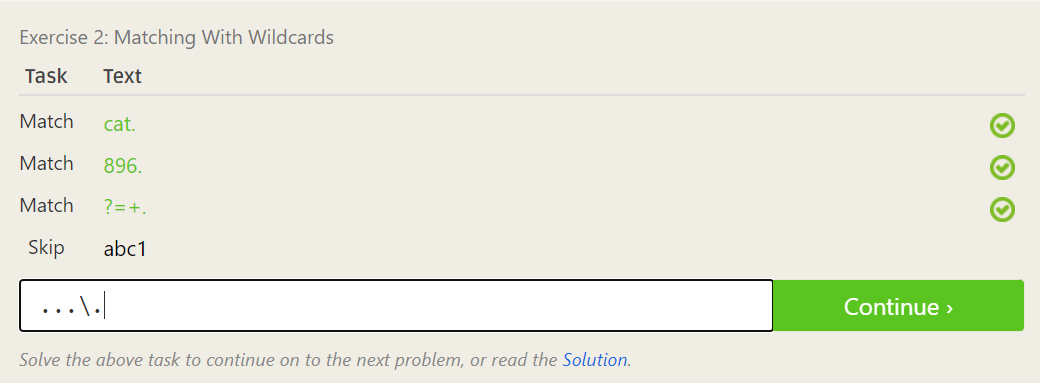 Exercise 2: Matching With Wildcards
Task Text
Match cat.
Match 896.
Match ?=+.
Skip abc1
...\.
Continue ›
Solve the above task to continue on to the next problem, or read the Solution.